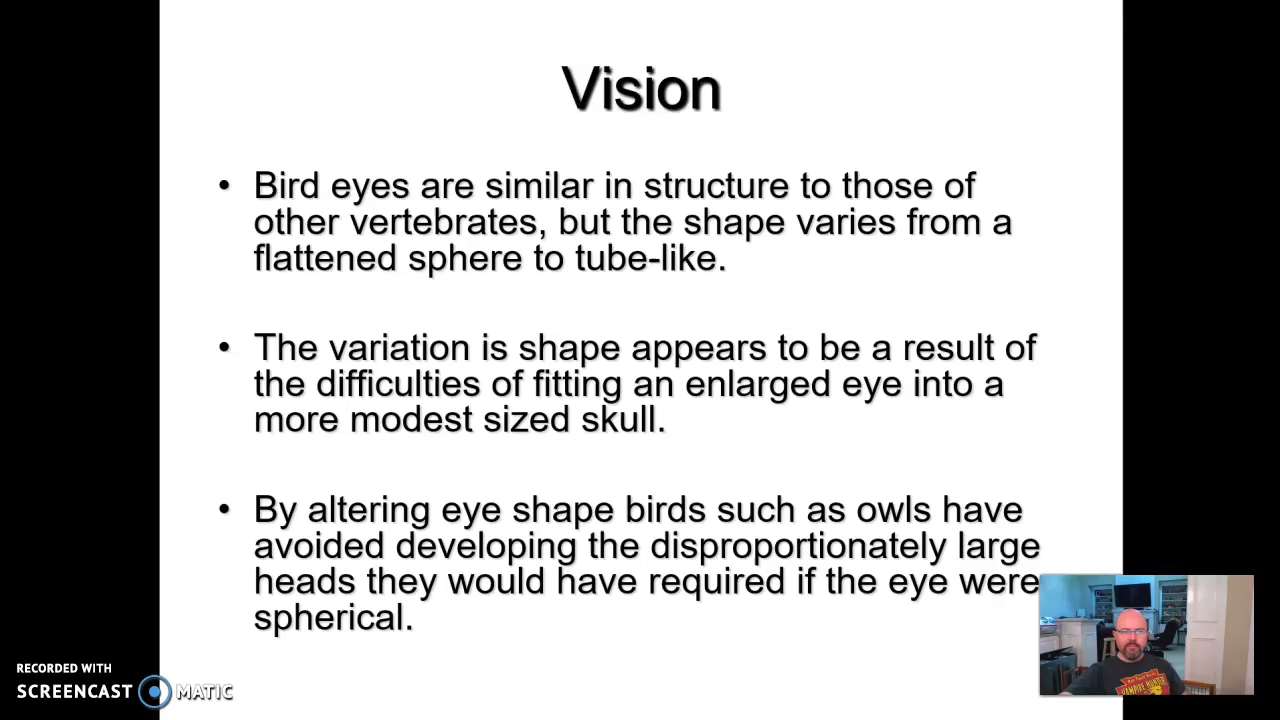 Vision
• Bird eyes are similar in structure to those of
other vertebrates, but the shape varies from a
flattened sphere to tube-like.
• The variation is shape appears to be a result of
the difficulties of fitting an enlarged eye into a
more modest sized skull.
• By altering eye shape birds such as owls have
avoided developing the disproportionately large
heads they would have required if the eye were
spherical.
RECORDED WITH
SCREENCAST MATIC
VAMPIRE HUNTER